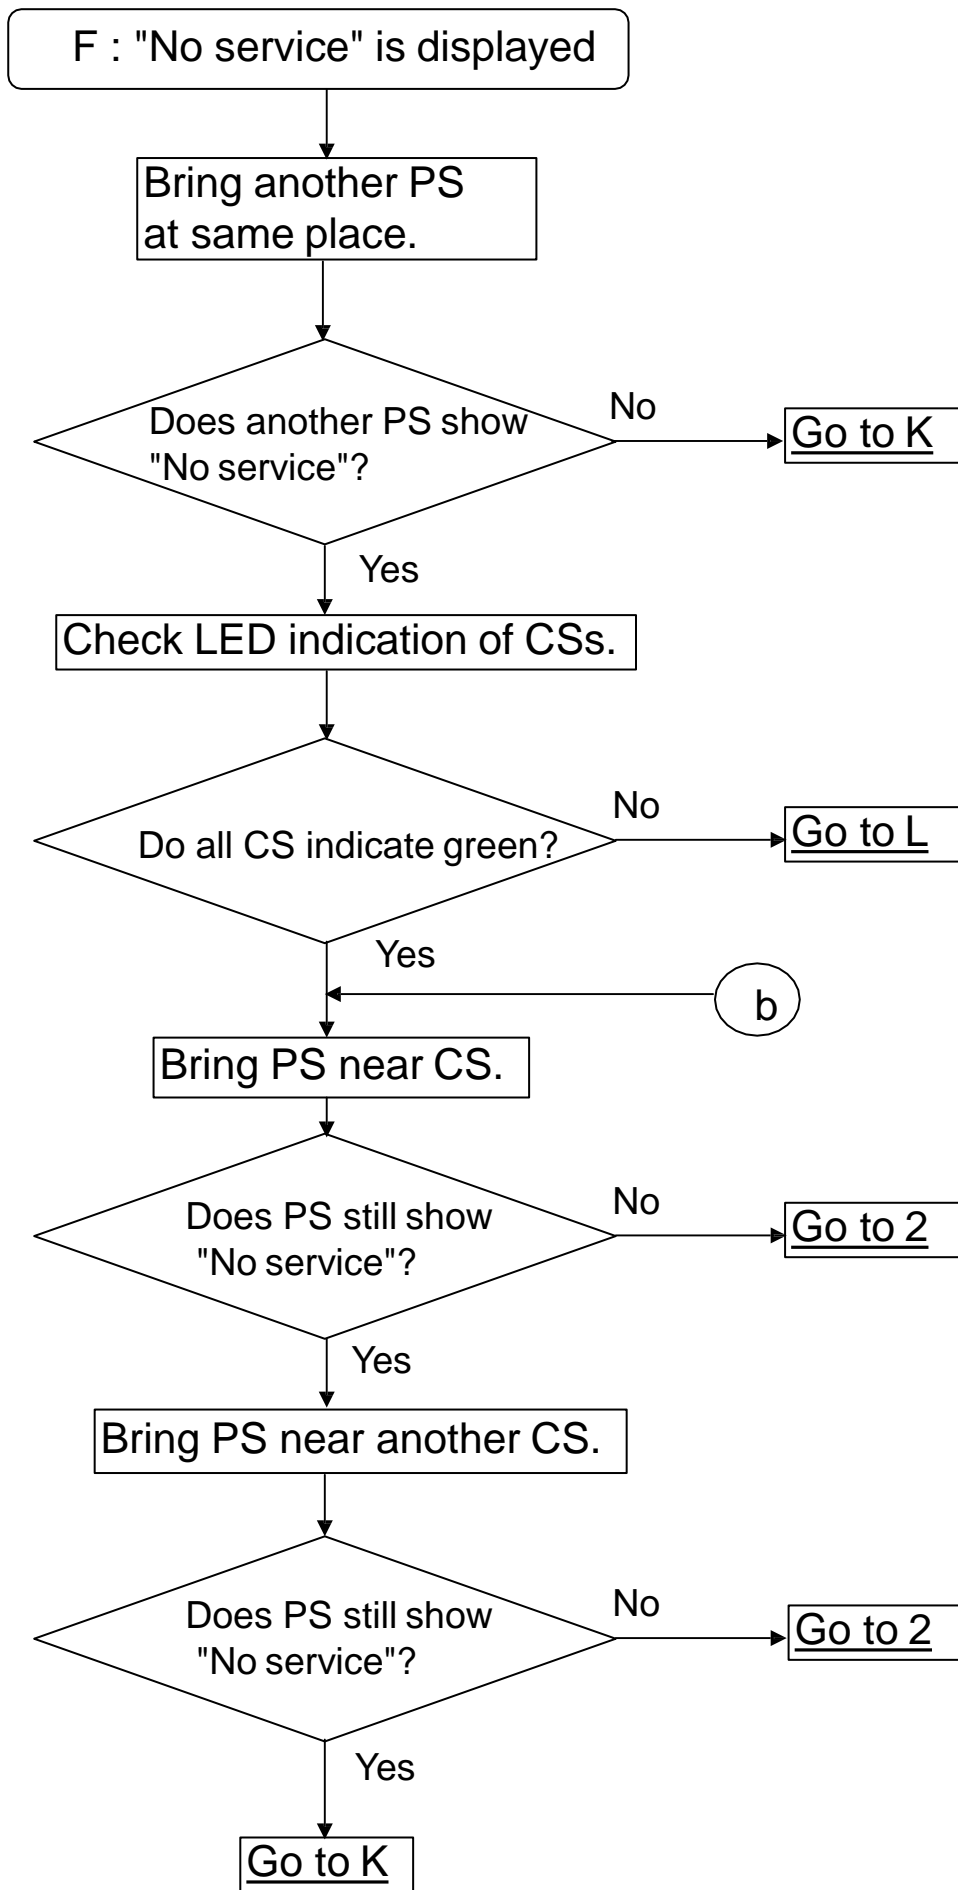 F : "No service" is displayed
Bring another PS
at same place.
Does another PS show
"No service"?
No
Go to K
Yes
Check LED indication of CSs.
Do all CS indicate green?
No
Go to L
Yes
b
Bring PS near CS.
Does PS still show
"No service"?
No
Go to 2
Yes
Bring PS near another CS.
Does PS still show
"No service"?
No
Go to 2
Yes
Go to K